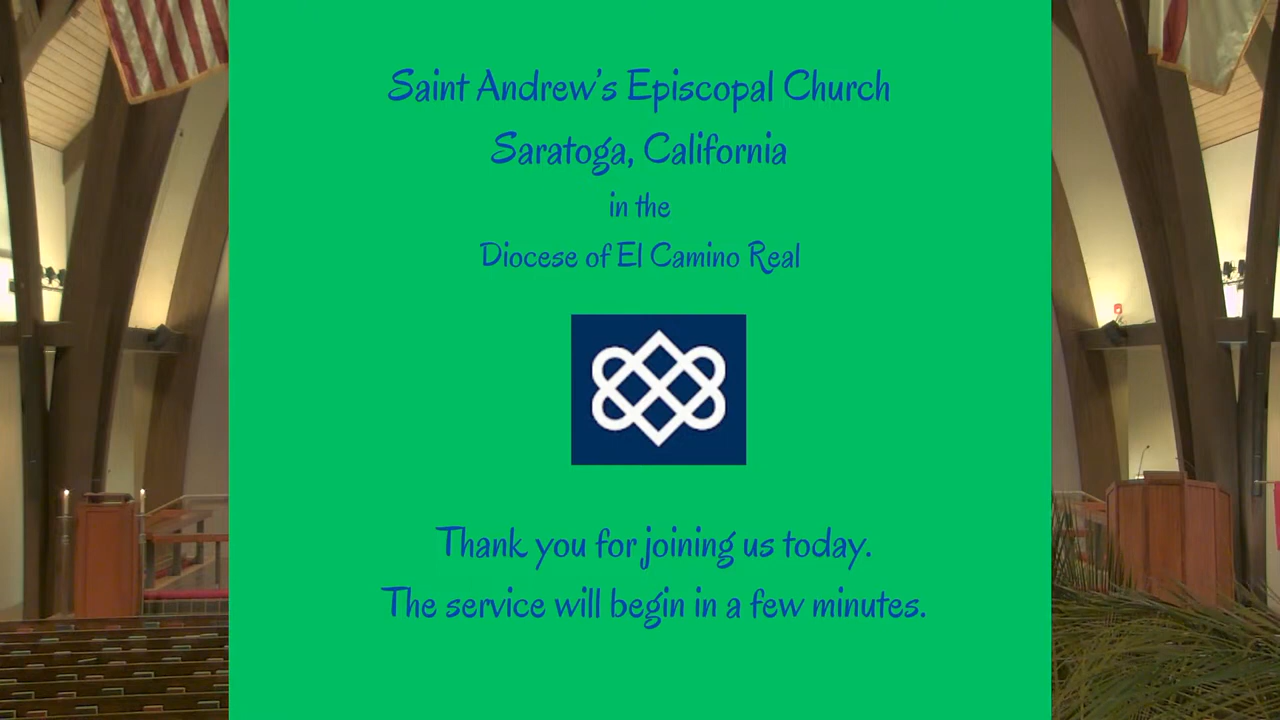 Saint Andrew's Episcopal Church
Saratoga, California
in the
Diocese of El Camino Real
Thank you for joining us today.
The service will begin in a few minutes.